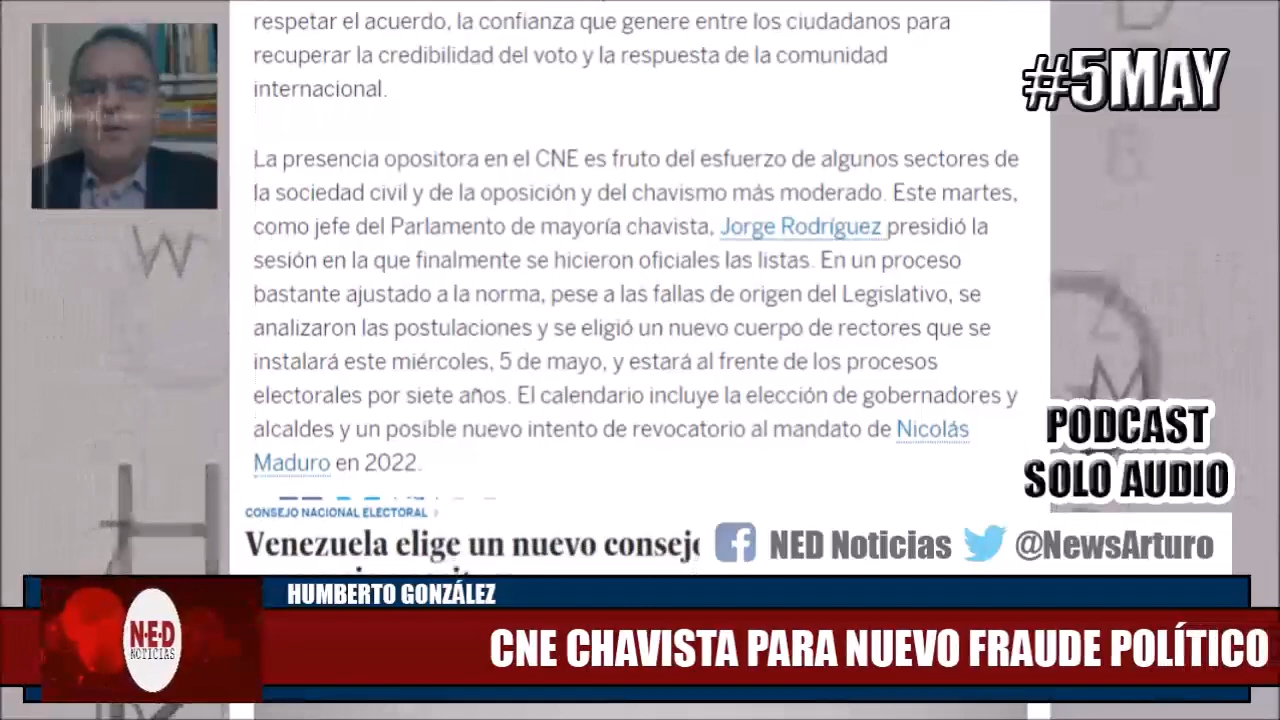 respetar el acuerdo, la confianza que genere entre los ciudadanos para
recuperar la credibilidad del voto y la respuesta de la comunidad
internacional.
#5MAY
La presencia opositora en el CNE es fruto del esfuerzo de algunos sectores de
la sociedad civil y de la oposición y del chavismo más moderado. Este martes,
como jefe del Parlamento de mayoría chavista, Jorge Rodríguez presidió la
sesión en la que finalmente se hicieron oficiales las listas. En un proceso
bastante ajustado a la norma, pese a las fallas de origen del Legislativo, se
analizaron las postulaciones y se eligió un nuevo cuerpo de rectores que se
instalará este miércoles, 5 de mayo, y estará al frente de los procesos
electorales por siete años. El calendario incluye la elección de gobernadores y
alcaldes y un posible nuevo intento de revocatorio al mandato de Nicolás
Maduro en 2022.
PODCAST
SOLO AUDIO
CONSEJO NACIONAL ELECTORAL
Venezuela elige un nuevo consejo
NED Noticias
@NewsArturo
HUMBERTO GONZÁLEZ
N·E·D
NOTICIAS
CNE CHAVISTA PARA NUEVO FRAUDE POLÍTICO
W
D
8
M
H